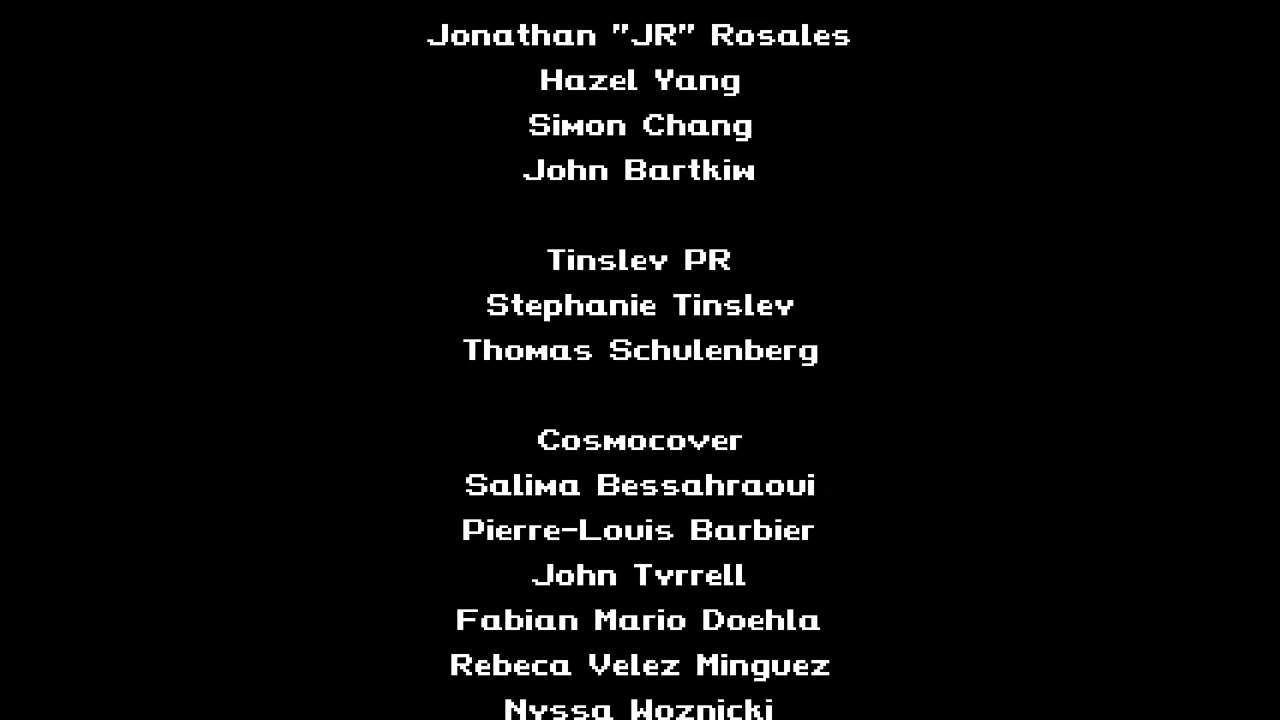 Jonathan "JR" Rosales
Hazel Yang
Simon Chang
John Bartkiw
Tinsley PR
Stephanie Tinsley
Thomas Schulenberg
Cosmocover
Salima Bessahraoui
Pierre-Louis Barbier
John Tyrrell
Fabian Mario Doehla
Rebeca Velez Minguez
Nyssa Woznicki